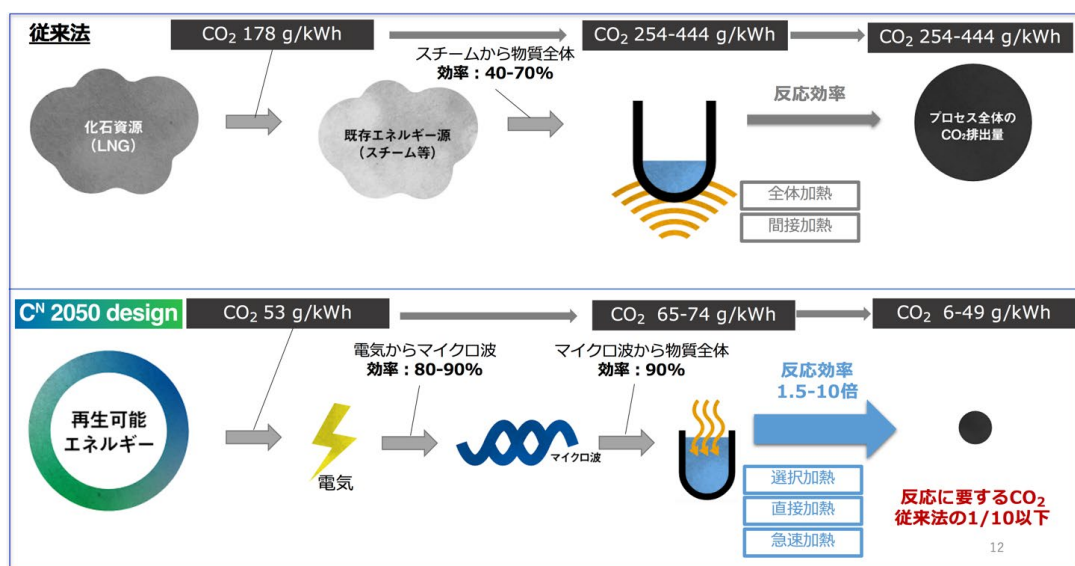 従来法
CO₂ 178 g/kWh
CO₂ 254-444 g/kWh
CO₂ 254-444 g/kWh
スチームから物質全体
効率：40-70%
化石資源
（LNG）
既存エネルギー源
（スチーム等）
反応効率
全体加熱
間接加熱
プロセス全体の
CO₂排出量
Cᴺ 2050 design
CO₂ 53 g/kWh
CO₂ 65-74 g/kWh
CO₂ 6-49 g/kWh
電気からマイクロ波
効率：80-90%
マイクロ波から物質全体
効率：90%
再生可能
エネルギー
電気
マイクロ波
反応効率
1.5-10倍
選択加熱
直接加熱
急速加熱
反応に要するCO₂
従来法の1/10以下
12